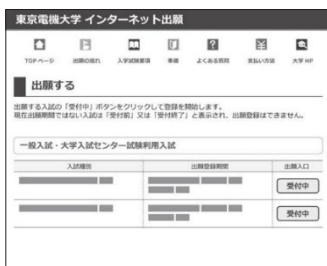 東京電機大学 インターネット出願
TOPページ 出願の流れ 入学試験要項 準備 よくある質問 支払い方法 大学HP
出願する
出願する入試の「受付中」ボタンをクリックして登録を開始します。
現在出願期間ではない入試は「受付前」又は「受付終了」と表示され、出願登録はできません。
一般入試・大学入試センター試験利用入試
入試種別 出願登録期間 出願入口
受付中
受付中